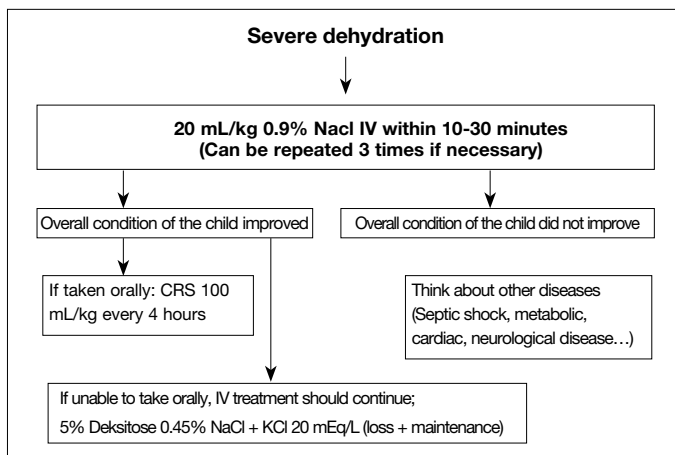 Severe dehydration
20 mL/kg 0.9% Nacl IV within 10-30 minutes
(Can be repeated 3 times if necessary)
Overall condition of the child improved
Overall condition of the child did not improve
If taken orally: CRS 100
mL/kg every 4 hours
Think about other diseases
(Septic shock, metabolic,
cardiac, neurological disease…)
If unable to take orally, IV treatment should continue;
5% Deksitose 0.45% NaCl + KCl 20 mEq/L (loss + maintenance)